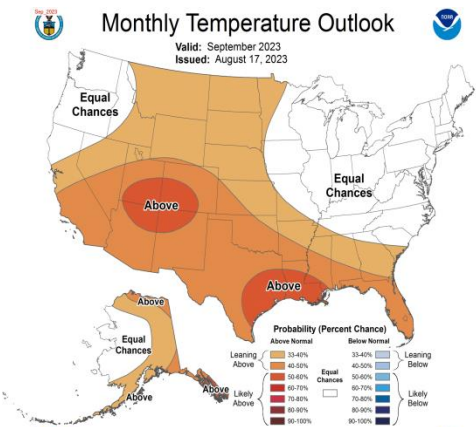 Sep, 2023
Monthly Temperature Outlook
Valid: September 2023
Issued: August 17, 2023
NOAA
Equal
Chances
Equal
Chances
Above
Above
Above
Equal
Chances
Above
Above
Probability (Percent Chance)
Above Normal
Below Normal
Leaning
Above
33-40%
40-50%
33-40%
40-50%
Leaning
Below
Likely
Above
50-60%
60-70%
70-80%
80-90%
90-100%
Equal
Chances
50-60%
60-70%
70-80%
80-90%
90-100%
Likely
Below